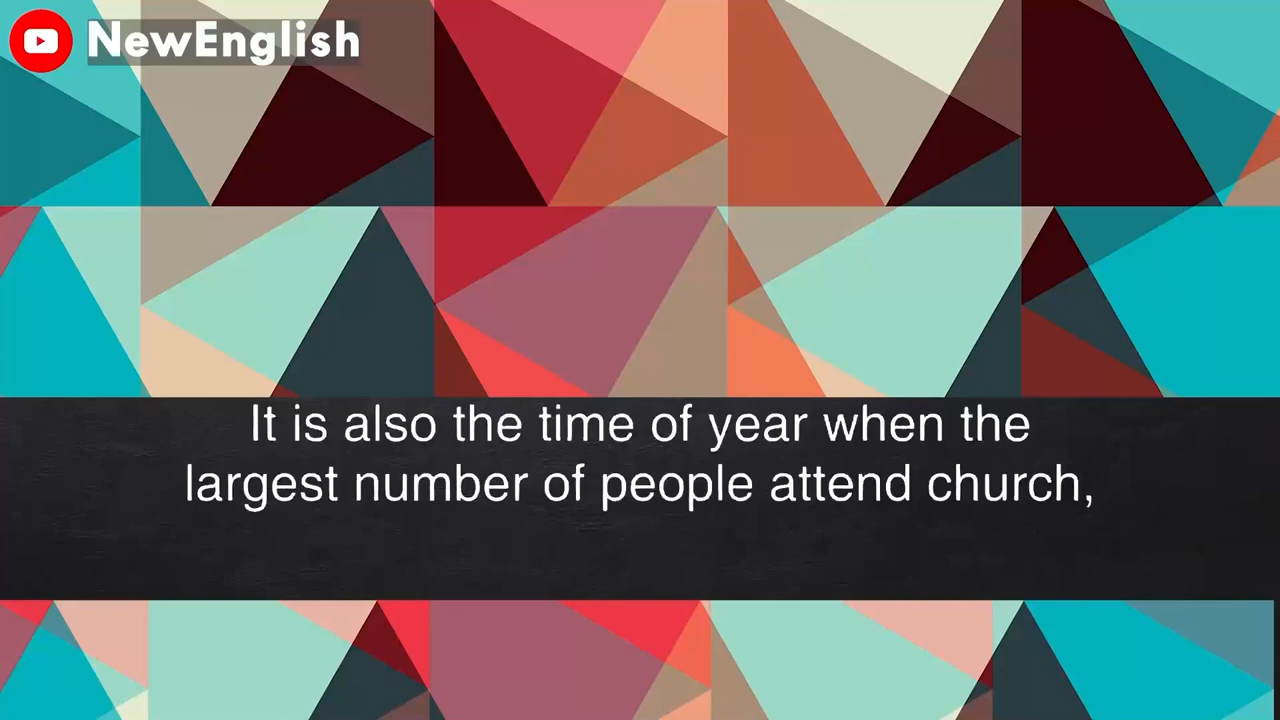 NewEnglish
It is also the time of year when the
largest number of people attend church,